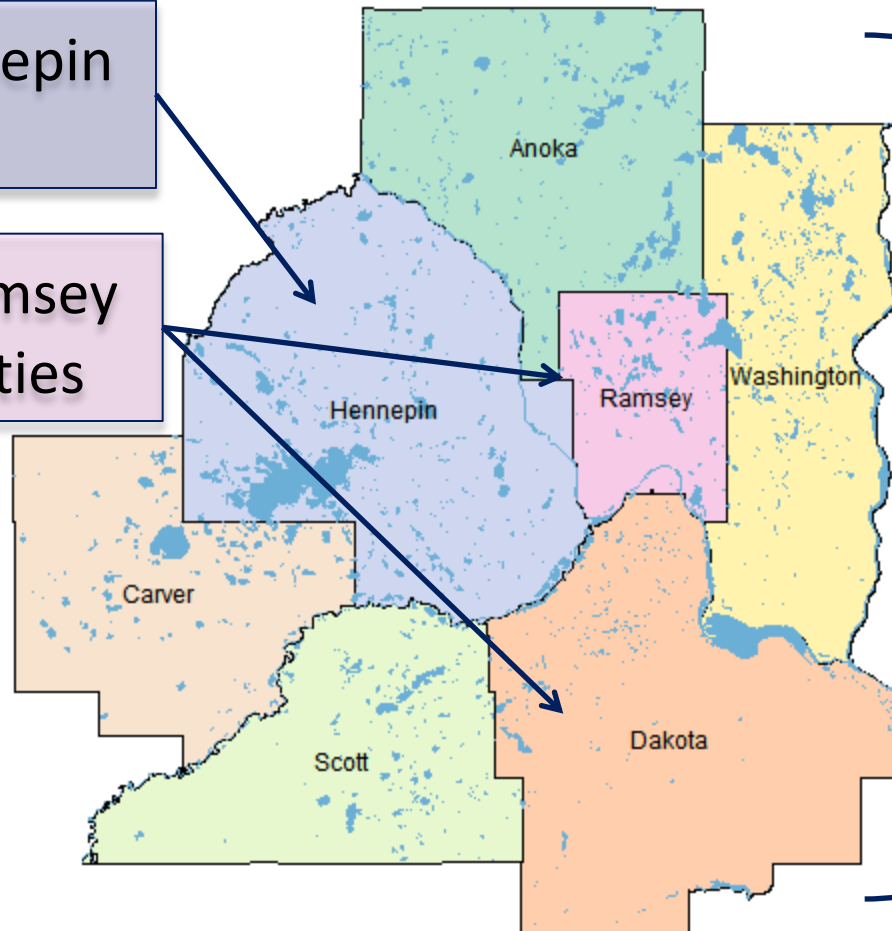 epin
msey
ties
Anoka
Washington
Ramsey
Hennepin
Carver
Scott
Dakota